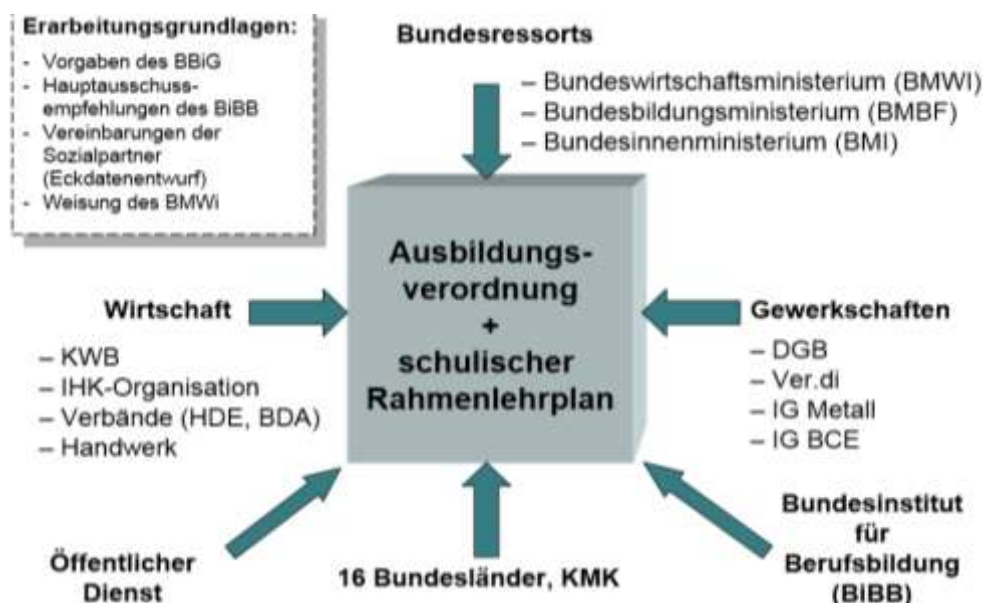 Erarbeitungsgrundlagen:
- Vorgaben des BBiG
- Hauptausschuss-
empfehlungen des BiBB
- Vereinbarungen der
Sozialpartner
(Eckdatenentwurf)
- Weisung des BMWi
Bundesressorts
– Bundeswirtschaftsministerium (BMWI)
– Bundesbildungsministerium (BMBF)
– Bundesinnenministerium (BMI)
Ausbildungs-
verordnung
+
schulischer
Rahmenlehrplan
Wirtschaft
– KWB
– IHK-Organisation
– Verbände (HDE, BDA)
– Handwerk
Gewerkschaften
– DGB
– Ver.di
– IG Metall
– IG BCE
Öffentlicher
Dienst
16 Bundesländer, KMK
Bundesinstitut
für
Berufsbildung
(BiBB)